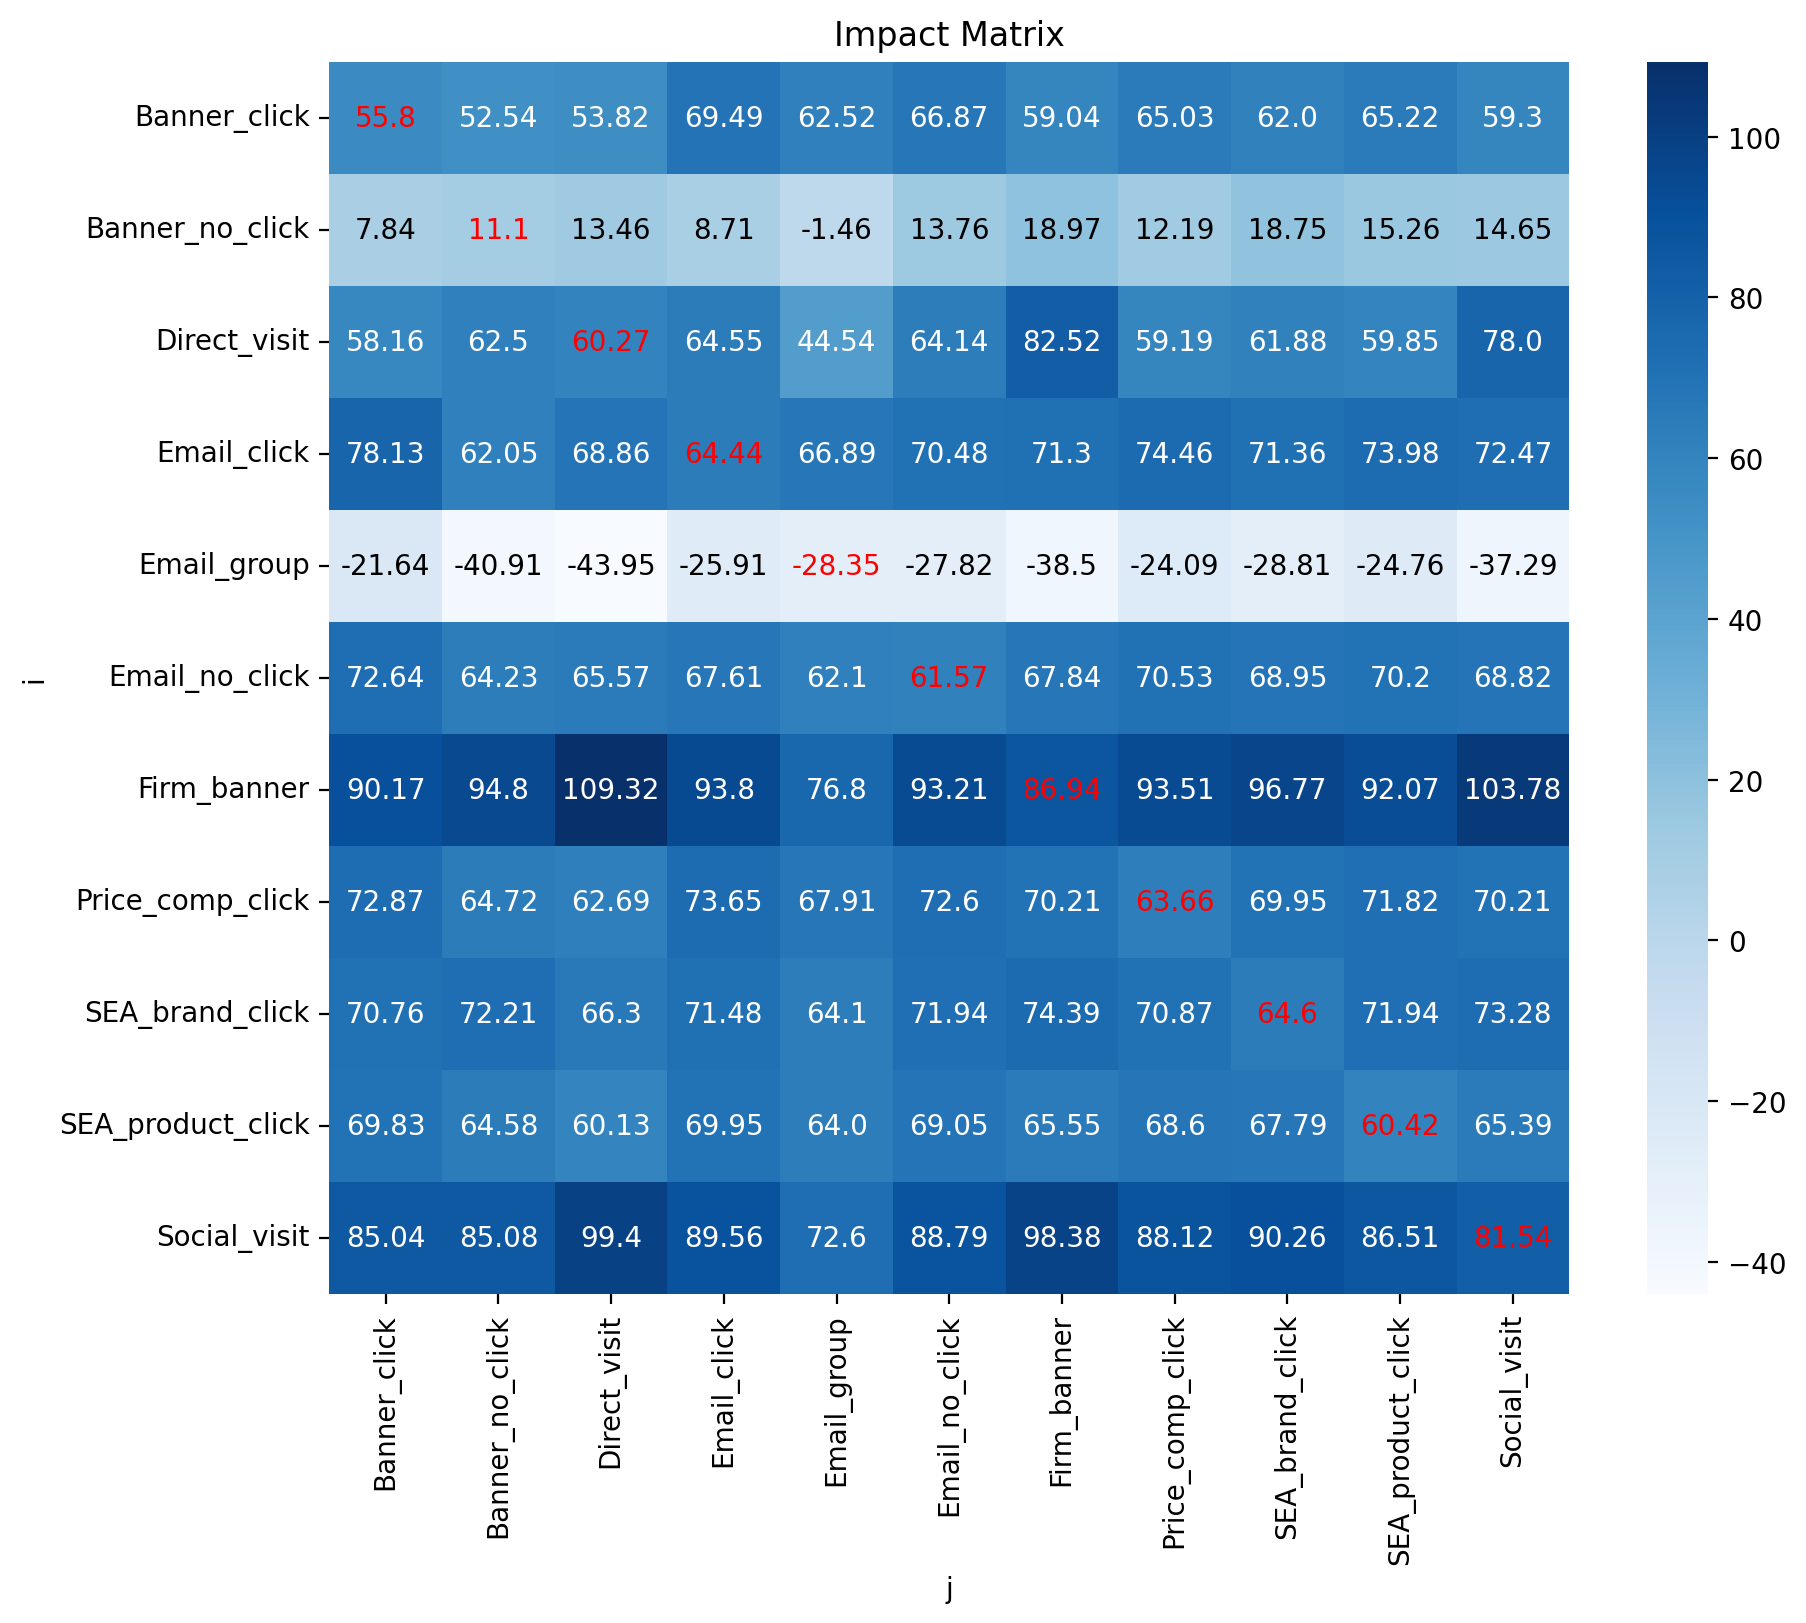 Impact Matrix
Banner_click 55.8 52.54 53.82 69.49 62.52 66.87 59.04 65.03 62.0 65.22 59.3
Banner_no_click 7.84 11.1 13.46 8.71 -1.46 13.76 18.97 12.19 18.75 15.26 14.65
Direct_visit 58.16 62.5 60.27 64.55 44.54 64.14 82.52 59.19 61.88 59.85 78.0
Email_click 78.13 62.05 68.86 64.44 66.89 70.48 71.3 74.46 71.36 73.98 72.47
Email_group -21.64 -40.91 -43.95 -25.91 -28.35 -27.82 -38.5 -24.09 -28.81 -24.76 -37.29
Email_no_click 72.64 64.23 65.57 67.61 62.1 61.57 67.84 70.53 68.95 70.2 68.82
Firm_banner 90.17 94.8 109.32 93.8 76.8 93.21 86.94 93.51 96.77 92.07 103.78
Price_comp_click 72.87 64.72 62.69 73.65 67.91 72.6 70.21 63.66 69.95 71.82 70.21
SEA_brand_click 70.76 72.21 66.3 71.48 64.1 71.94 74.39 70.87 64.6 71.94 73.28
SEA_product_click 69.83 64.58 60.13 69.95 64.0 69.05 65.55 68.6 67.79 60.42 65.39
Social_visit 85.04 85.08 99.4 89.56 72.6 88.79 98.38 88.12 90.26 86.51 81.54
i
Banner_click
Banner_no_click
Direct_visit
Email_click
Email_group
Email_no_click
Firm_banner
Price_comp_click
SEA_brand_click
SEA_product_click
Social_visit
j
100
80
60
40
20
0
−20
−40